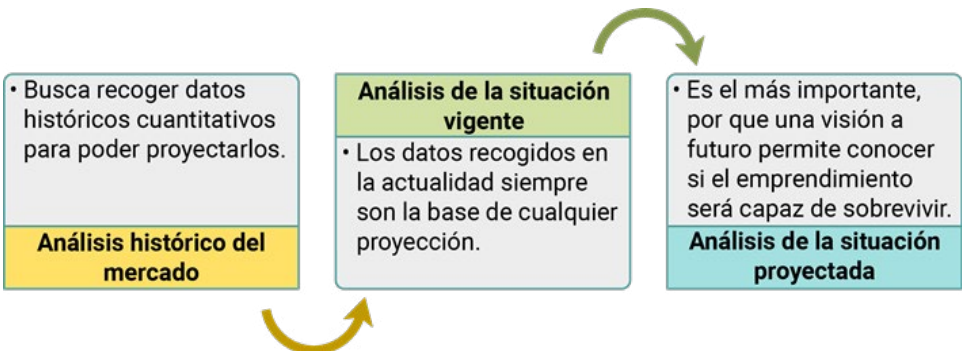 • Busca recoger datos
históricos cuantitativos
para poder proyectarlos.
Análisis histórico del
mercado
Análisis de la situación
vigente
• Los datos recogidos en
la actualidad siempre
son la base de cualquier
proyección.
• Es el más importante,
por que una visión a
futuro permite conocer
si el emprendimiento
será capaz de sobrevivir.
Análisis de la situación
proyectada